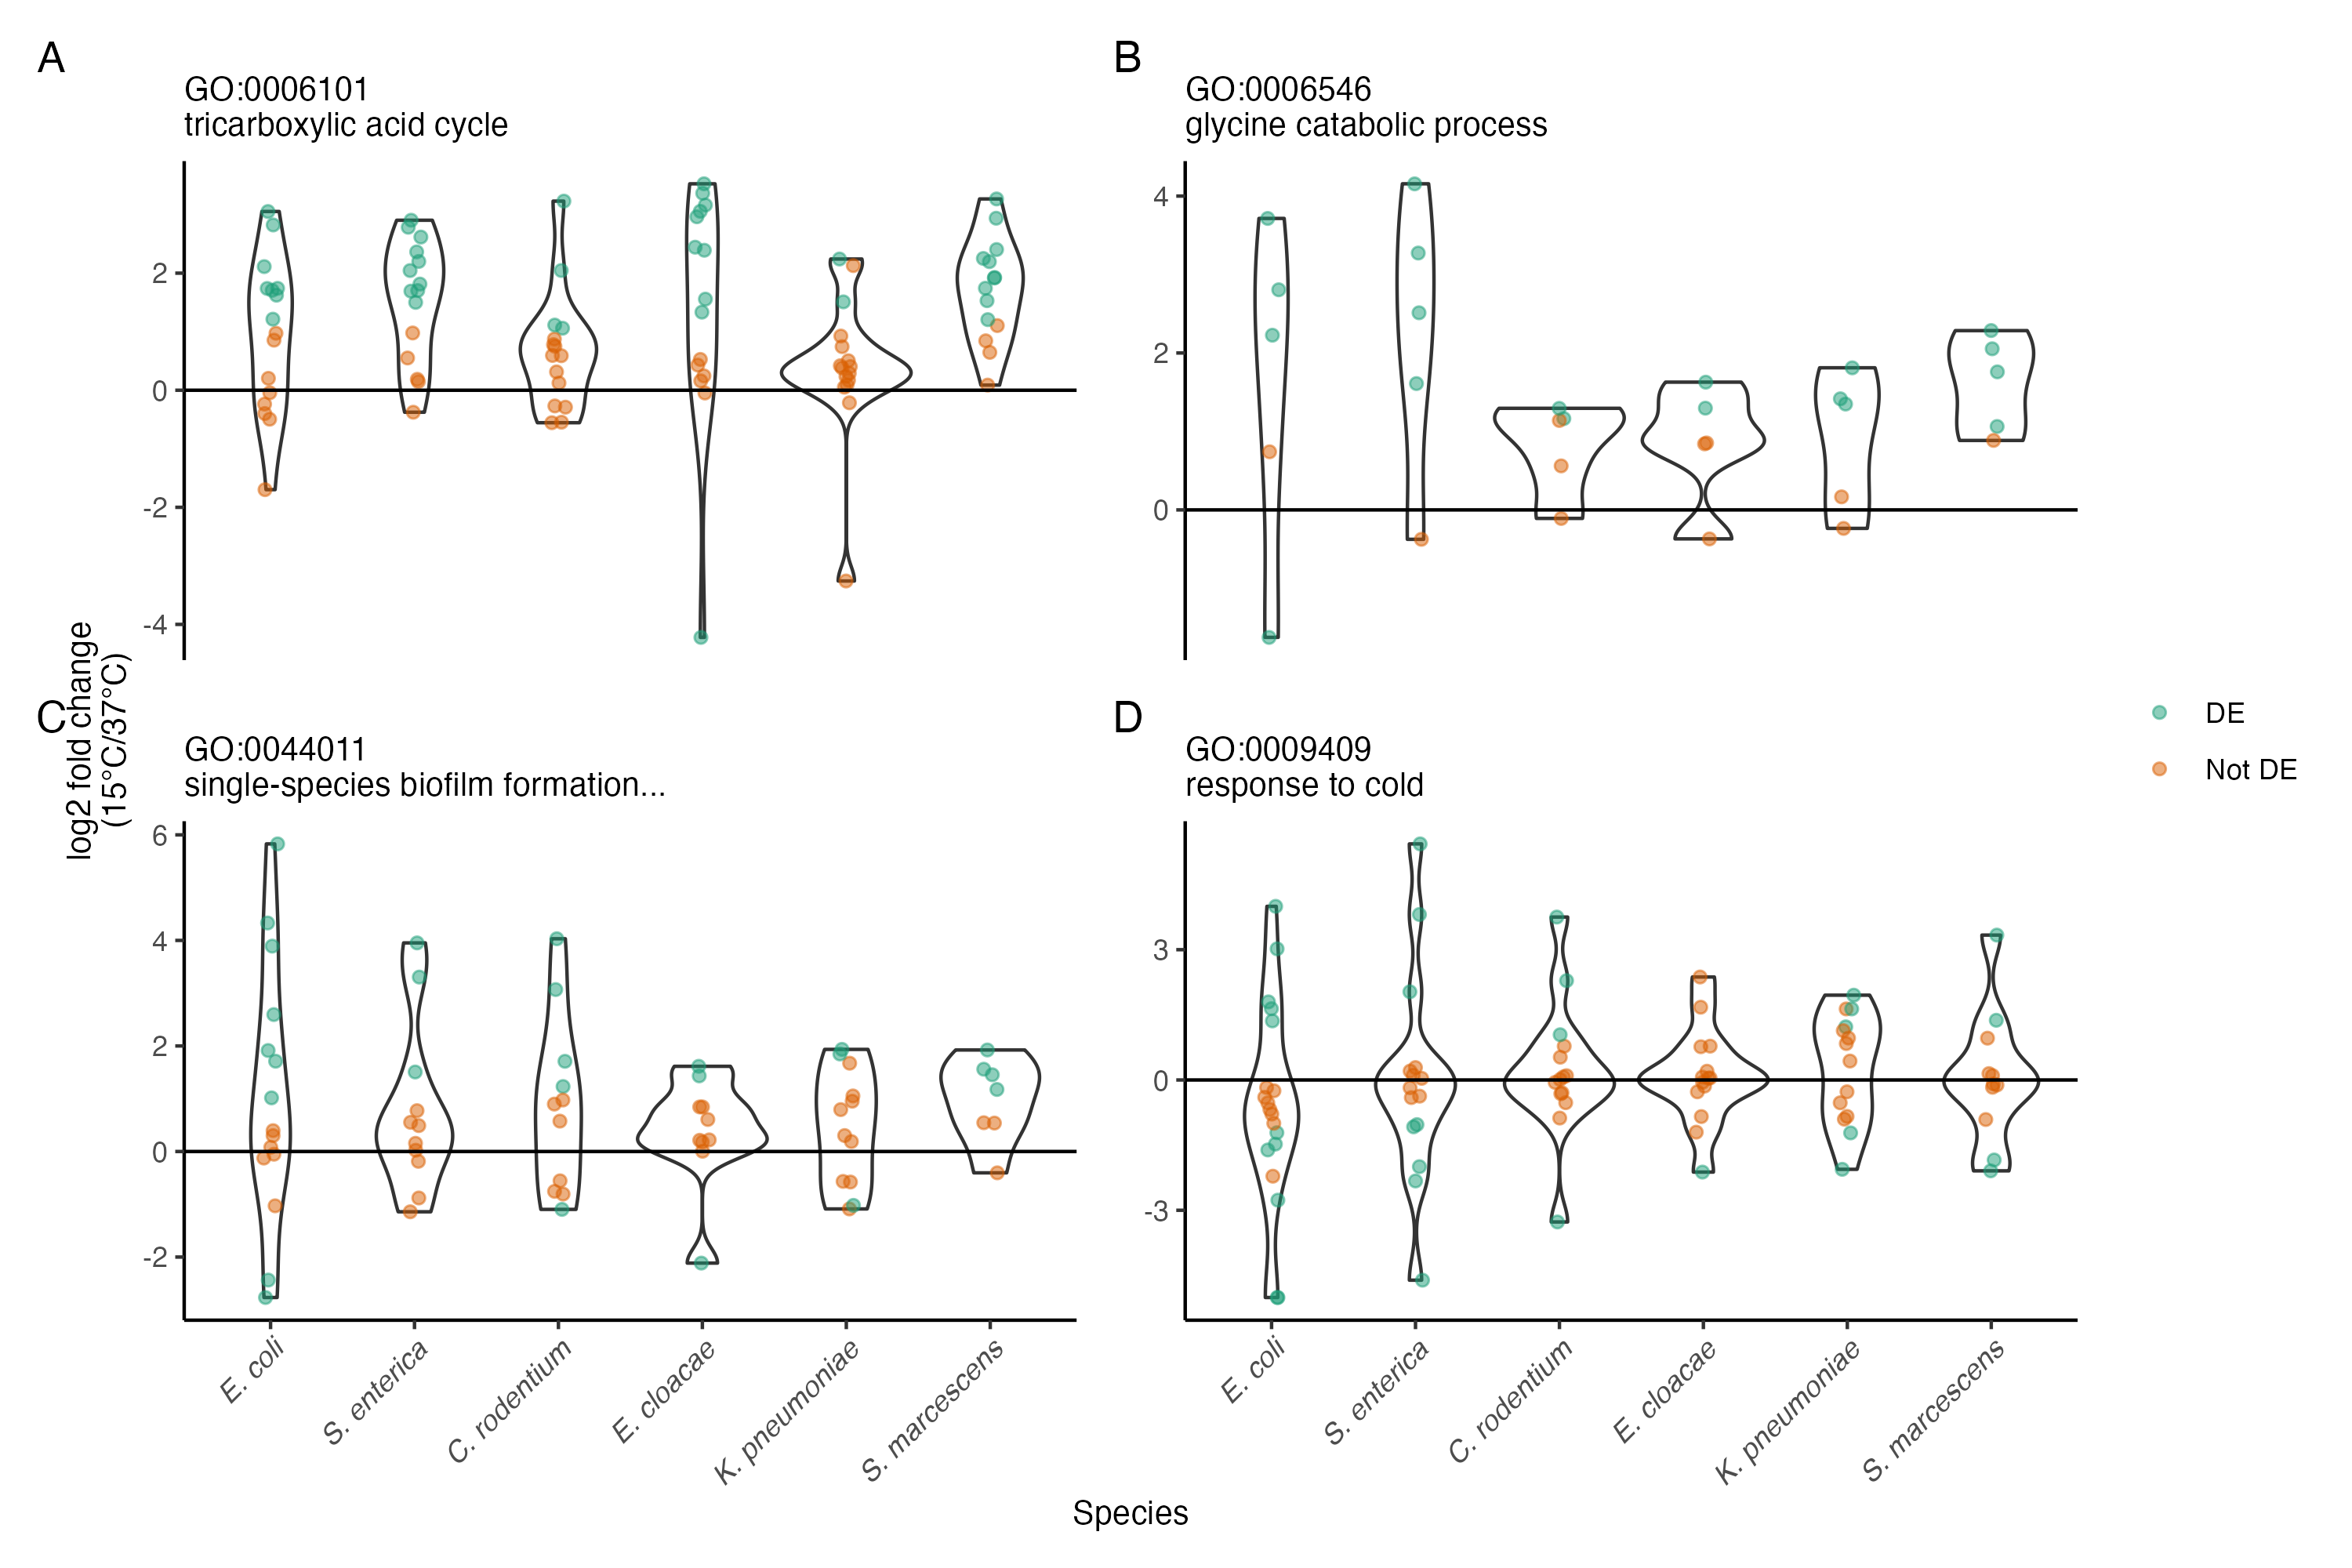 A
GO:0006101
tricarboxylic acid cycle
2
0
-2
-4
B
GO:0006546
glycine catabolic process
4
2
0
log2 fold change
(15°C/37°C)
C
GO:0044011
single-species biofilm formation...
6
4
2
0
-2
E. coli
S. enterica
C. rodentium
E. cloacae
K. pneumoniae
S. marcescens
D
GO:0009409
response to cold
3
0
-3
E. coli
S. enterica
C. rodentium
E. cloacae
K. pneumoniae
S. marcescens
Species
DE
Not DE